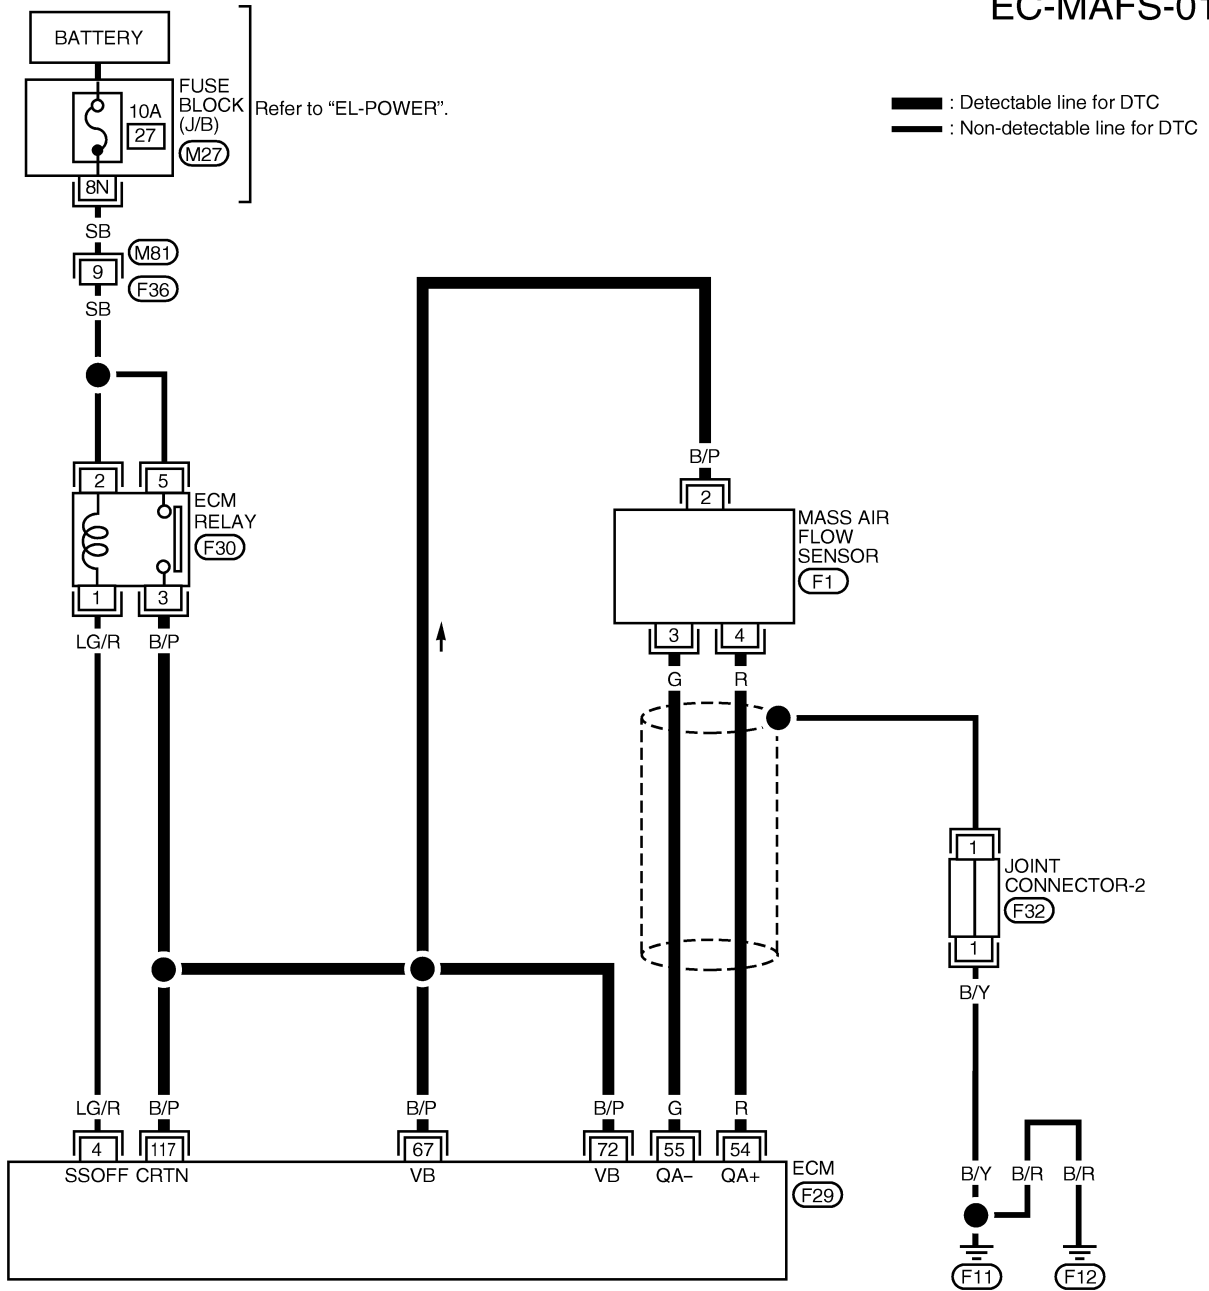 EC-MAFS-01
BATTERY
FUSE
BLOCK
(J/B)
M27
10A
27
Refer to “EL-POWER”.
: Detectable line for DTC
: Non-detectable line for DTC
8N
SB
M81
9
F36
SB
2
5
ECM
RELAY
F30
1
3
LG/R
B/P
B/P
2
MASS AIR
FLOW
SENSOR
F1
3
4
G
R
1
JOINT
CONNECTOR-2
F32
1
B/Y
LG/R
B/P
B/P
B/P
G
R
4
117
67
72
55
54
SSOFF
CRTN
VB
VB
QA–
QA+
ECM
F29
B/Y
B/R
B/R
F11
F12